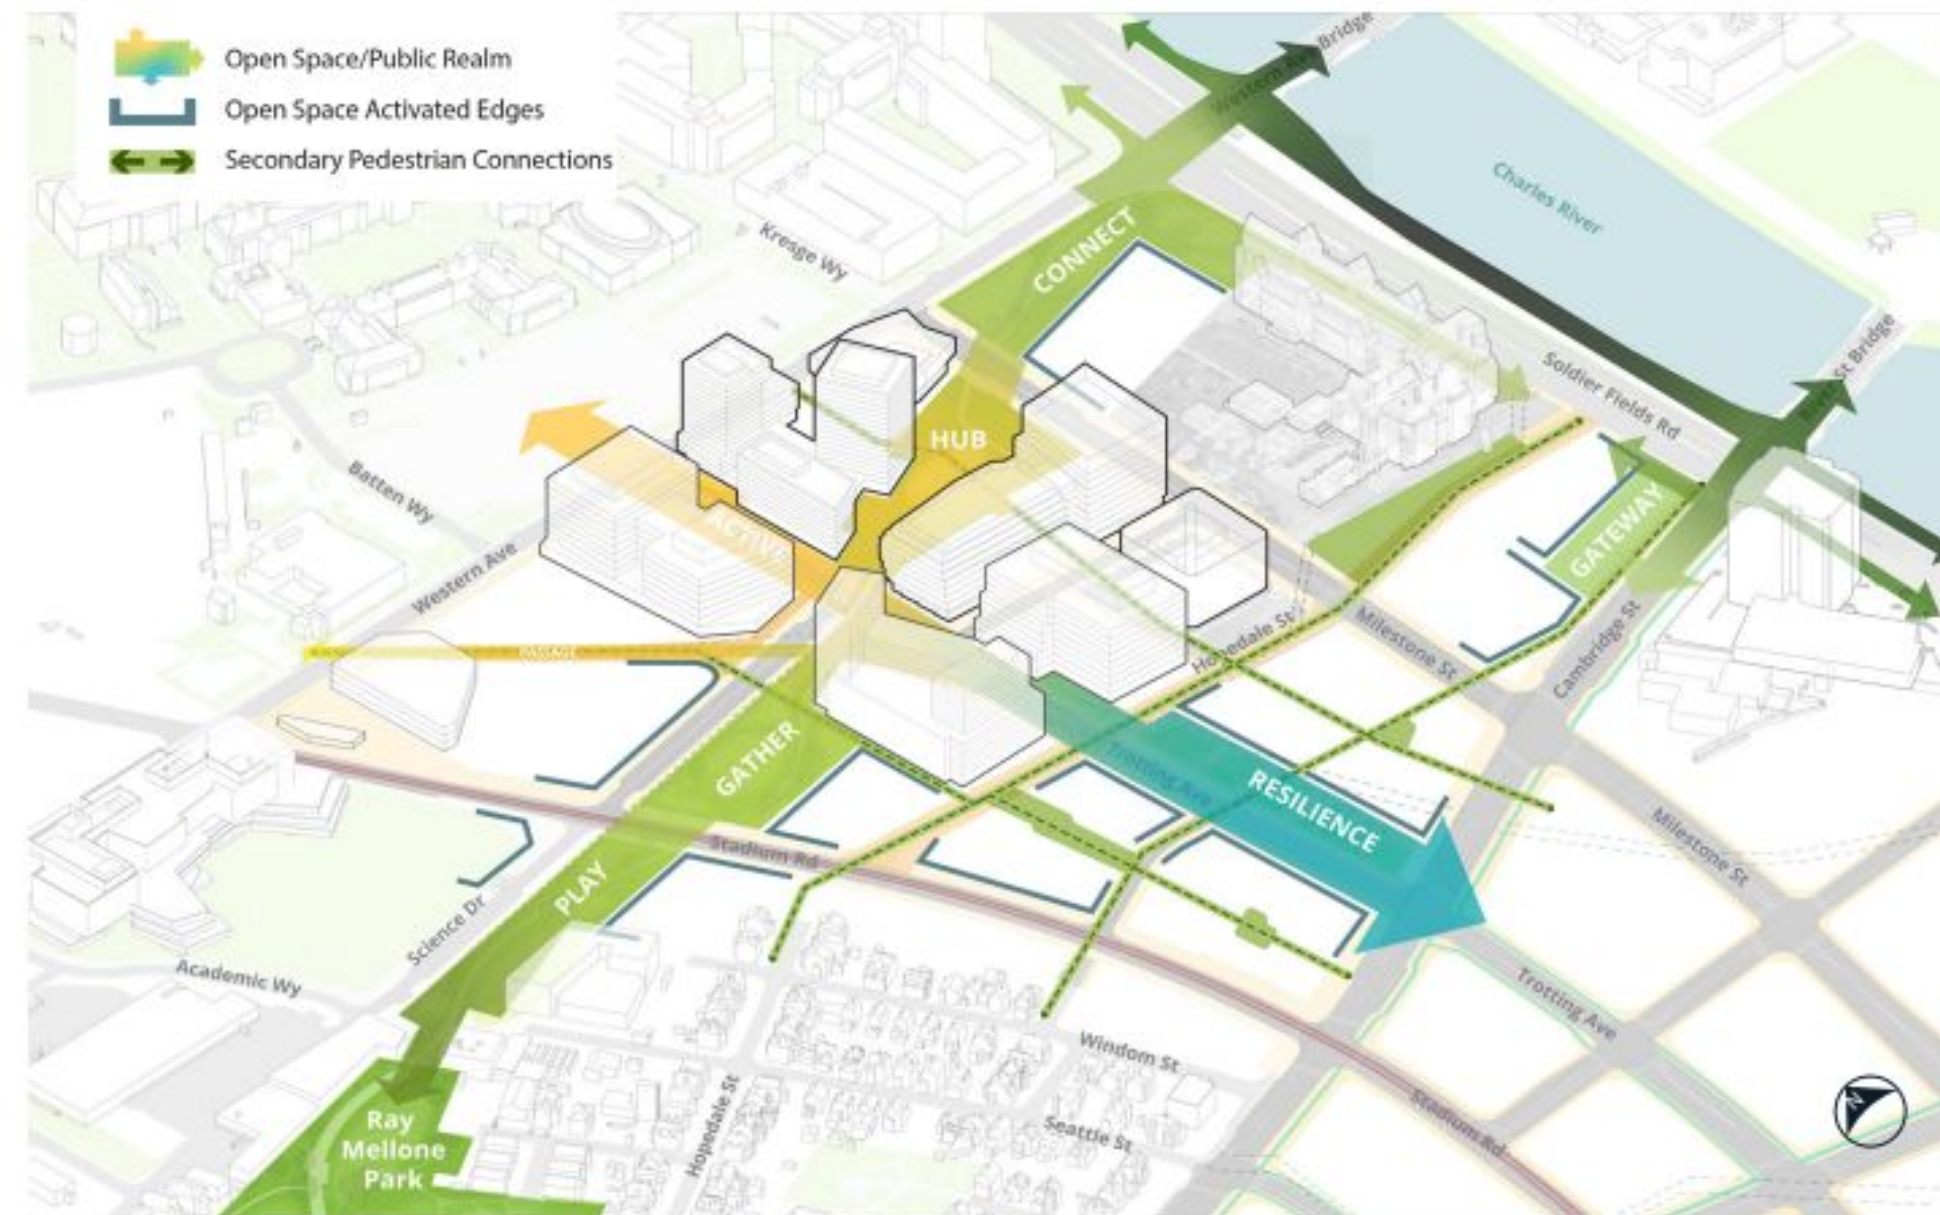 Open Space/Public Realm
Open Space Activated Edges
Secondary Pedestrian Connections
Western Ave Bridge
Charles River
CONNECT
Kresge Wy
St Bridge
Soldier Fields Rd
HUB
Batten Wy
ACTIVE
GATEWAY
Western Ave
PASSAGE
Hopedale St
Milestone St
Cambridge St
GATHER
Trotting Ave
RESILIENCE
Milestone St
Stadium Rd
PLAY
Science Dr
Academic Wy
Trotting Ave
Windom St
Hopedale St
Seattle St
Stadium Rd
Ray
Mellone
Park
N